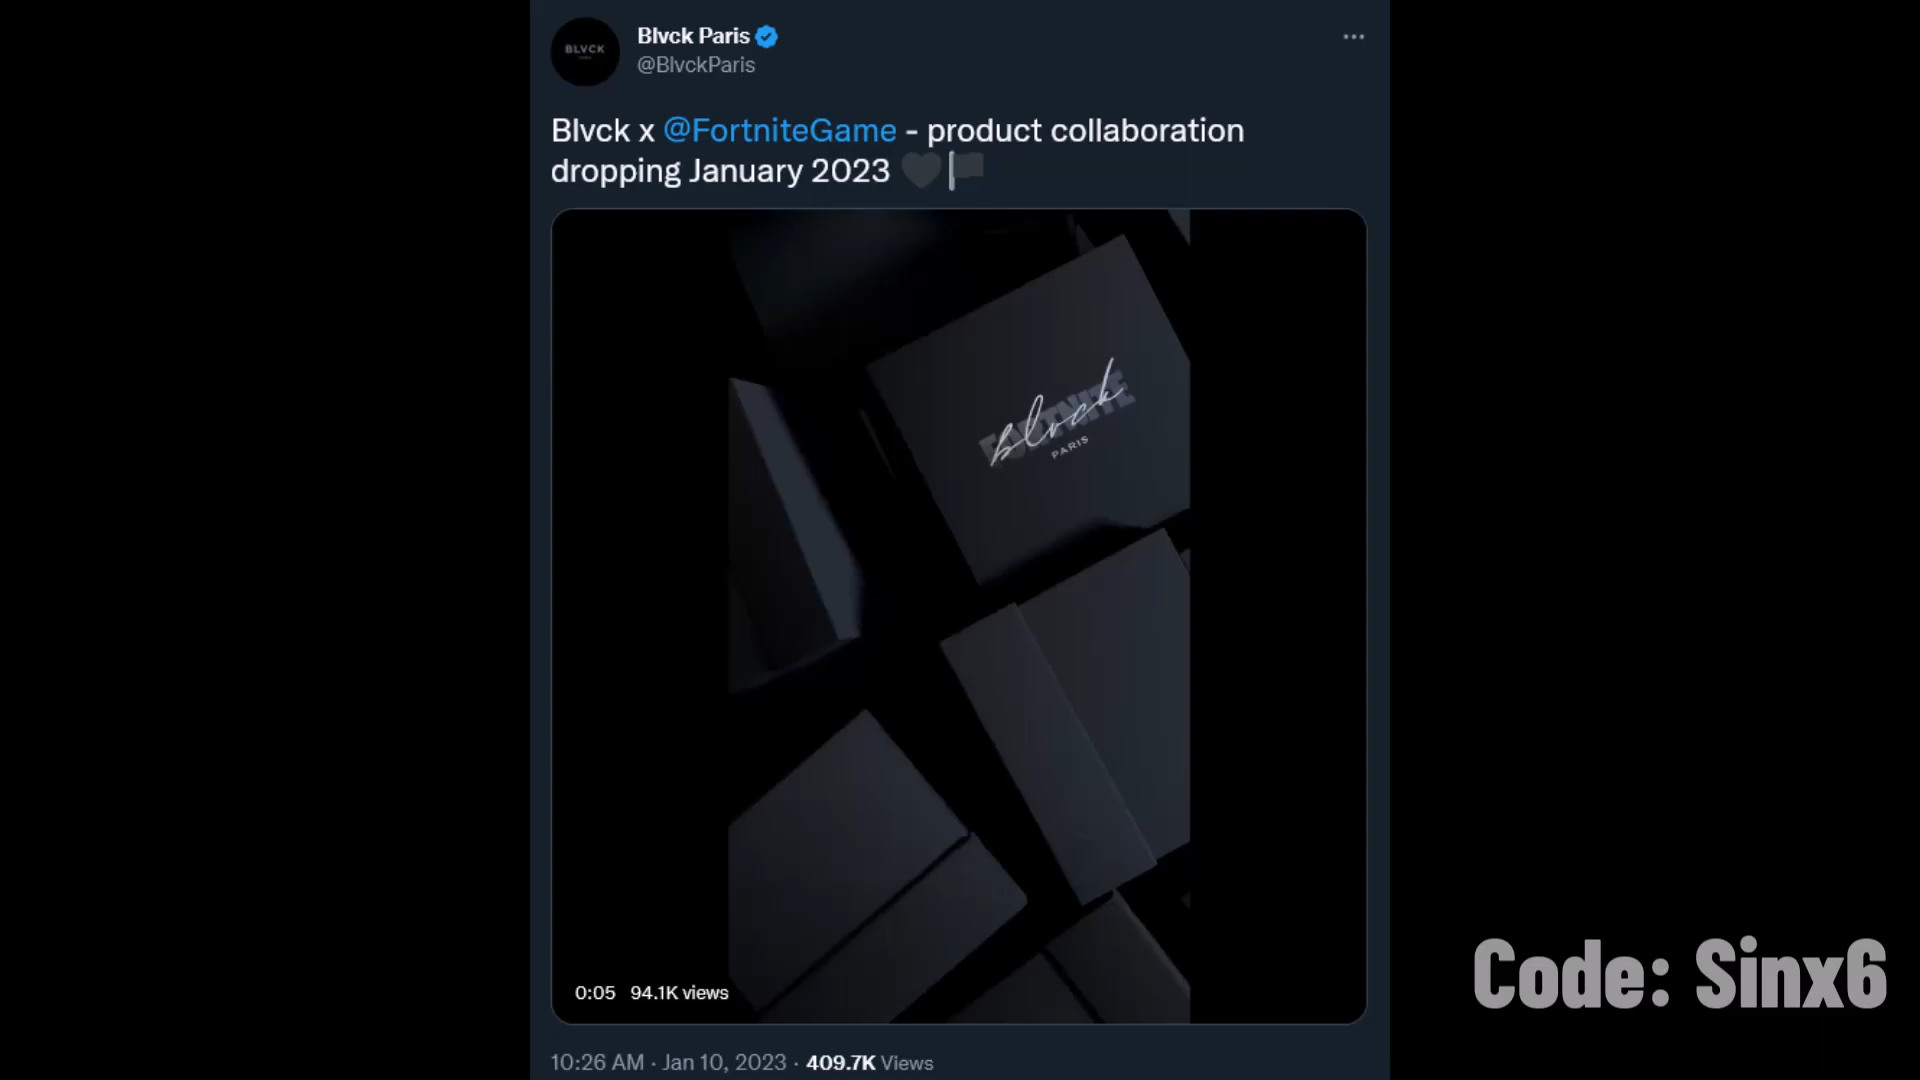 BLVCK
Blvck Paris
@BlvckParis
Blvck x @FortniteGame - product collaboration
dropping January 2023
FORTNITE
blvck
PARIS
0:05 94.1K views
Code: Sinx6
10:26 AM · Jan 10, 2023 · 409.7K Views